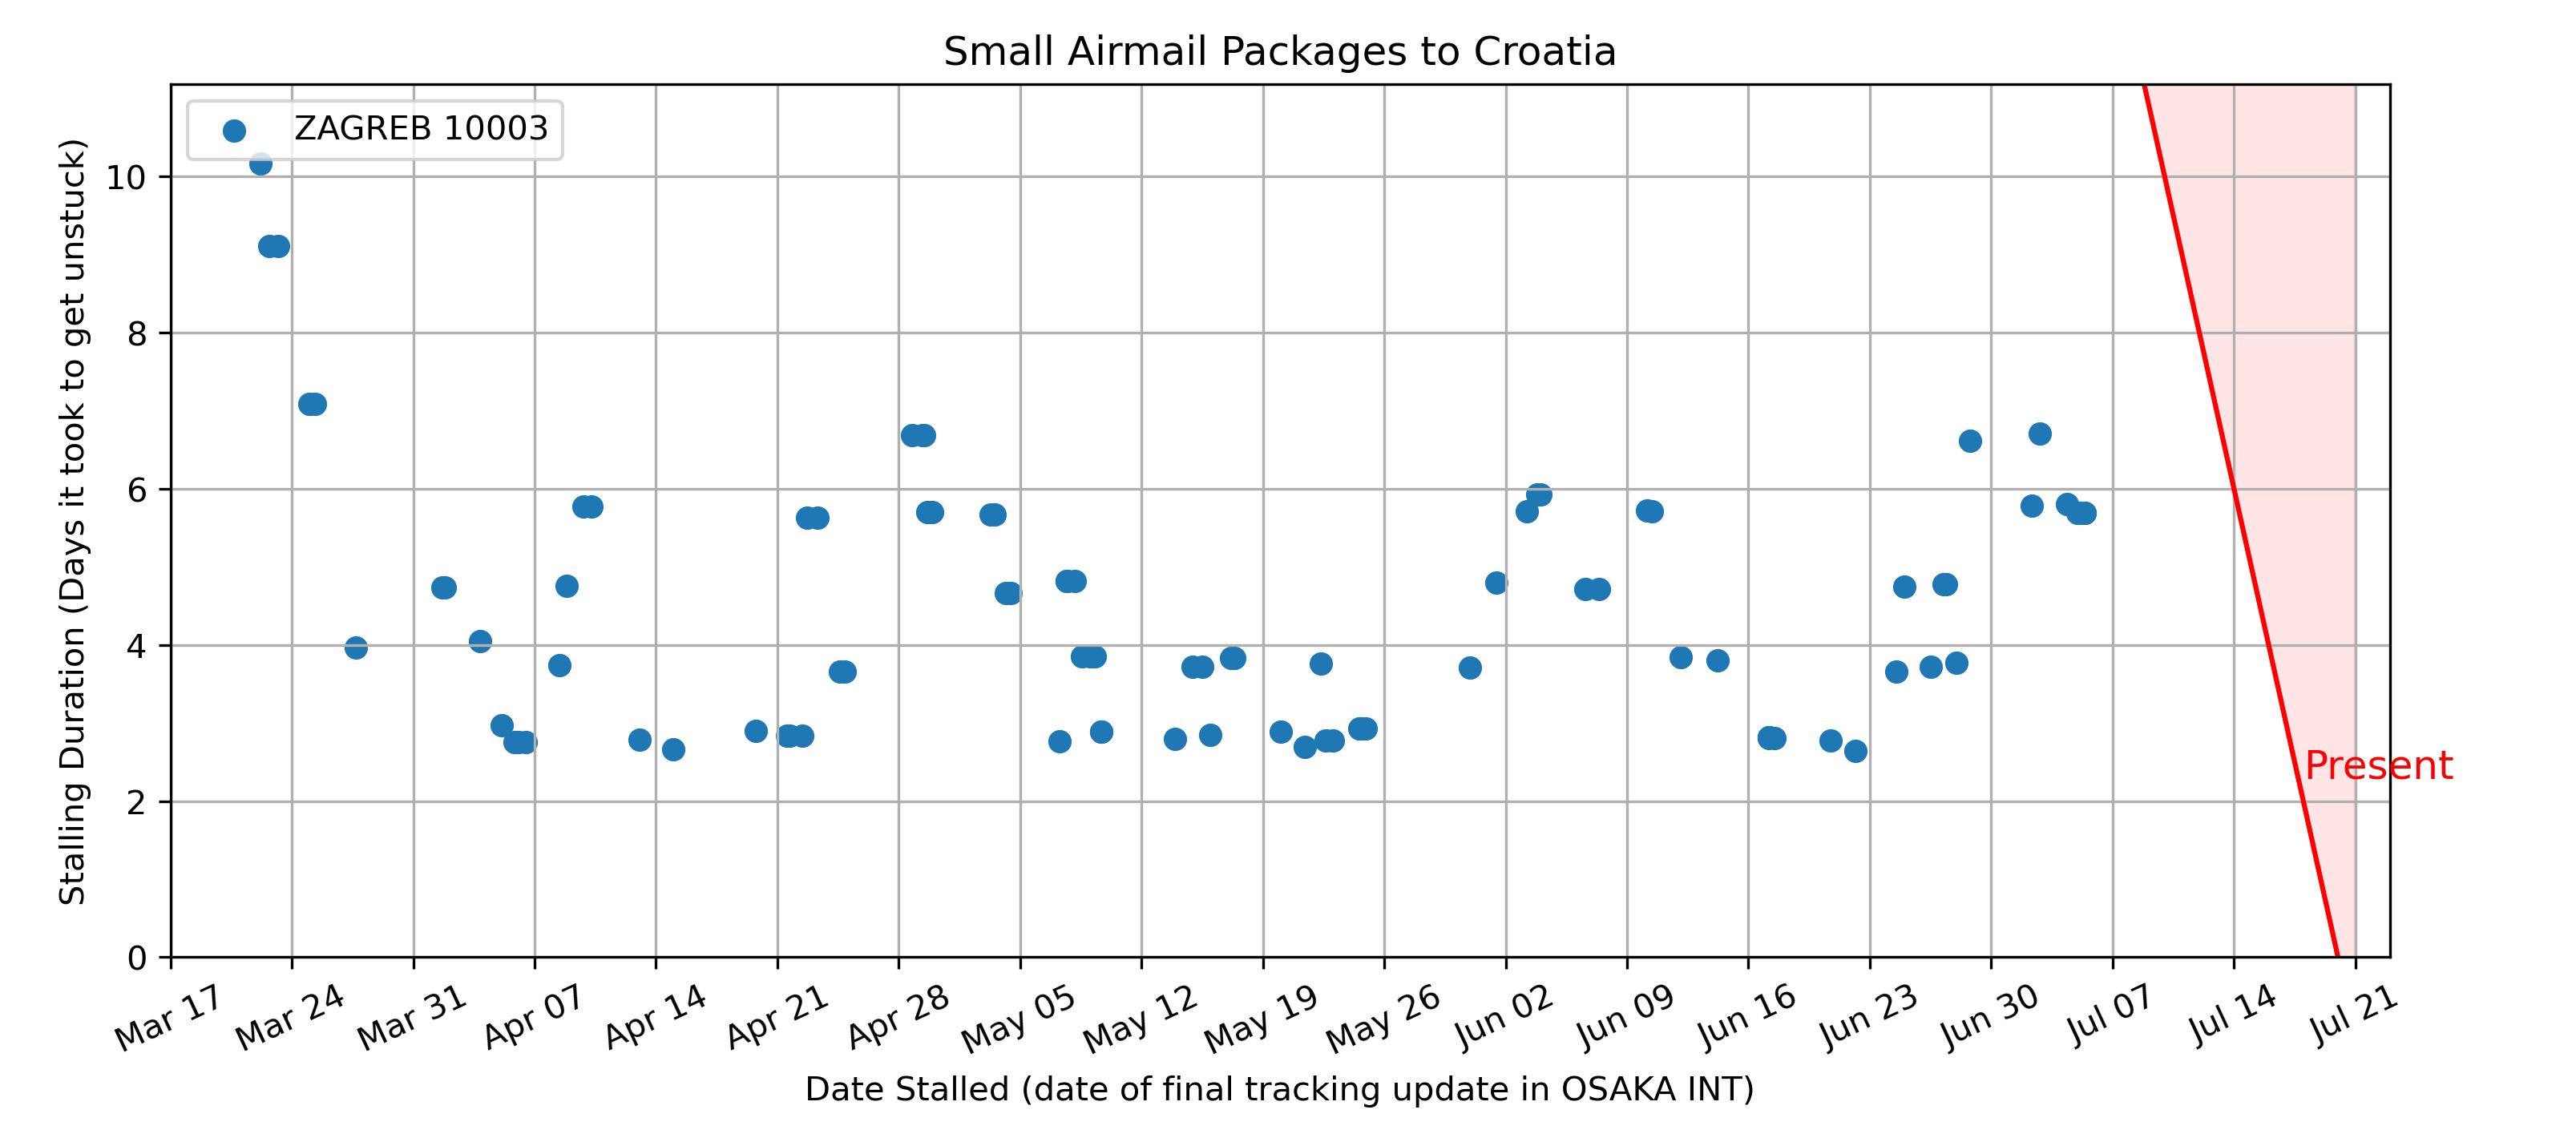 Small Airmail Packages to Croatia
ZAGREB 10003
Stalling Duration (Days it took to get unstuck)
10
8
6
4
2
0
Present
Mar 17
Mar 24
Mar 31
Apr 07
Apr 14
Apr 21
Apr 28
May 05
May 12
May 19
May 26
Jun 02
Jun 09
Jun 16
Jun 23
Jun 30
Jul 07
Jul 14
Jul 21
Date Stalled (date of final tracking update in OSAKA INT)